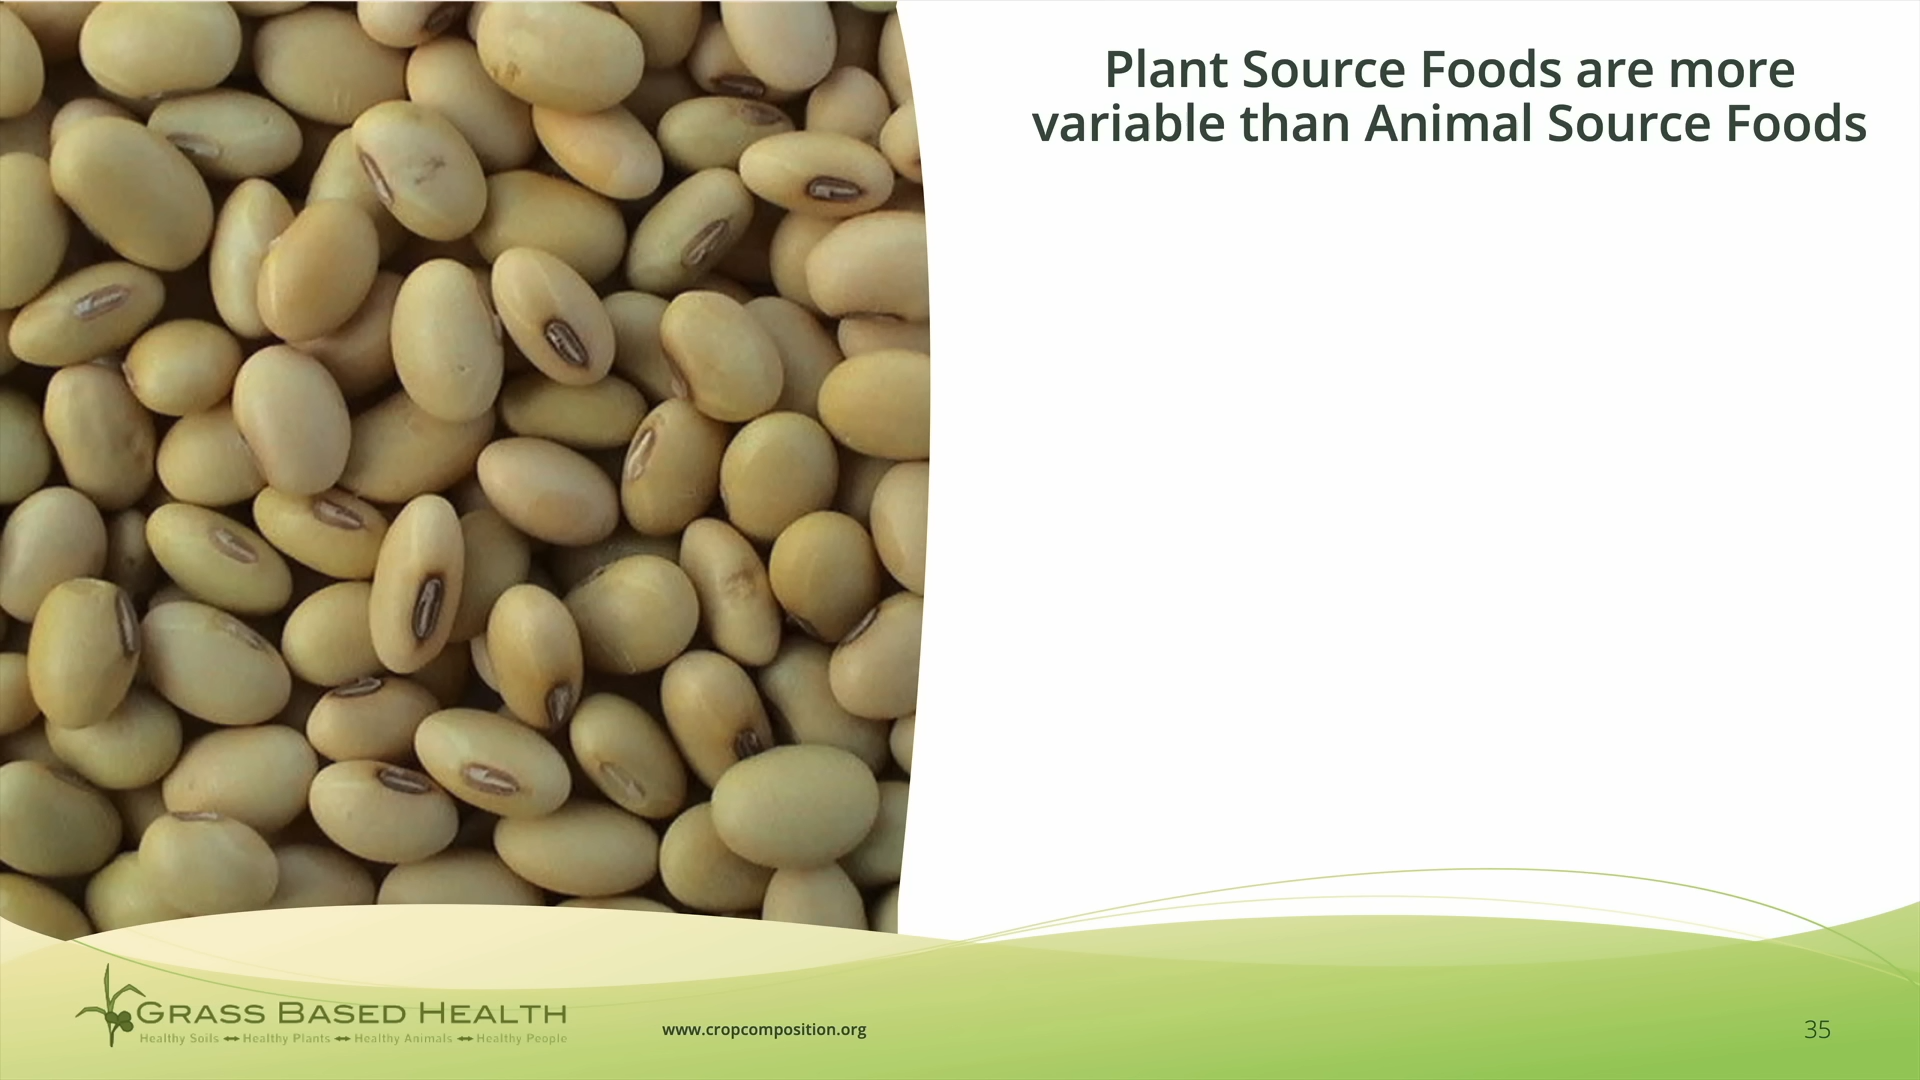 Plant Source Foods are more
variable than Animal Source Foods
GRASS BASED HEALTH
Healthy Soils ⬌ Healthy Plants ⬌ Healthy Animals ⬌ Healthy People
www.cropcomposition.org
35